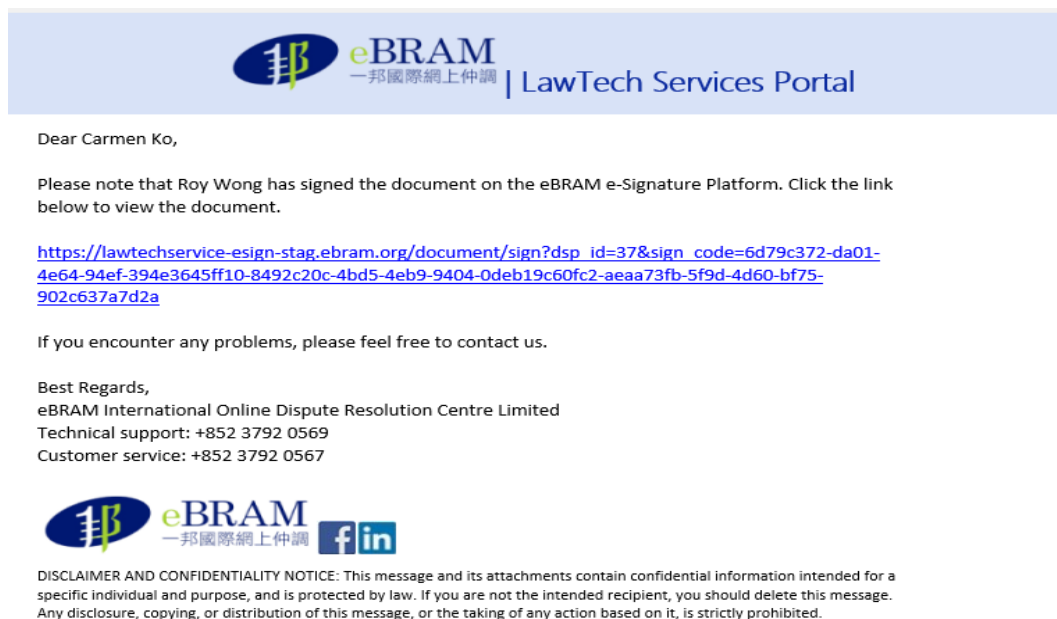 邦 eBRAM
一邦國際網上仲調 | LawTech Services Portal
Dear Carmen Ko,
Please note that Roy Wong has signed the document on the eBRAM e-Signature Platform. Click the link
below to view the document.
https://lawtechservice-esign-stag.ebram.org/document/sign?dsp_id=37&sign_code=6d79c372-da01-
4e64-94ef-394e3645ff10-8492c20c-4bd5-4eb9-9404-0deb19c60fc2-aeaa73fb-5f9d-4d60-bf75-
902c637a7d2a
If you encounter any problems, please feel free to contact us.
Best Regards,
eBRAM International Online Dispute Resolution Centre Limited
Technical support: +852 3792 0569
Customer service: +852 3792 0567
邦 eBRAM
一邦國際網上仲調 f in
DISCLAIMER AND CONFIDENTIALITY NOTICE: This message and its attachments contain confidential information intended for a
specific individual and purpose, and is protected by law. If you are not the intended recipient, you should delete this message.
Any disclosure, copying, or distribution of this message, or the taking of any action based on it, is strictly prohibited.